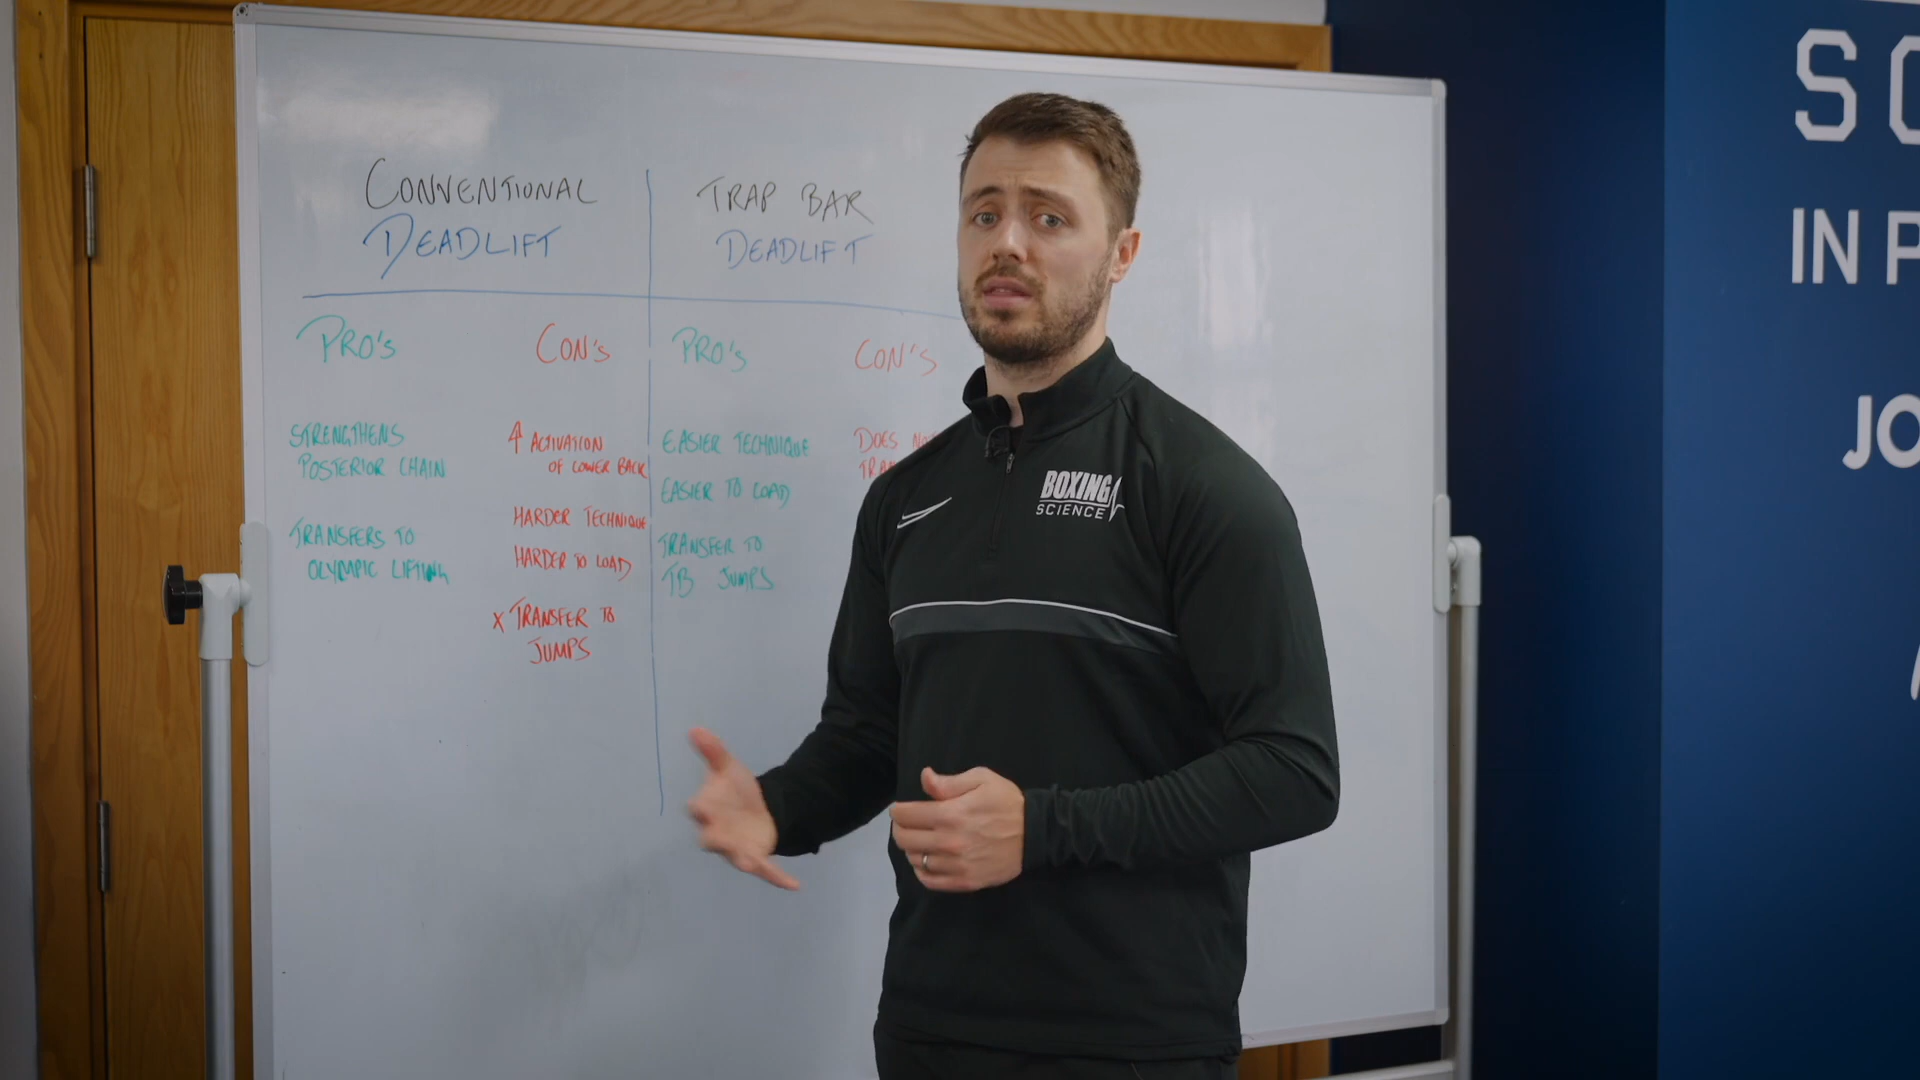 CONVENTIONAL
DEADLIFT
TRAP BAR
DEADLIFT
PRO'S
CON'S
PRO'S
CON'S
STRENGTHENS
POSTERIOR CHAIN
TRANSFERS TO
OLYMPIC LIFTING
↑ ACTIVATION
OF LOWER BACK
HARDER TECHNIQUE
HARDER TO LOAD
X TRANSFER TO
JUMPS
EASIER TECHNIQUE
EASIER TO LOAD
TRANSFER TO
TB JUMPS
DOES
BOXING
SCIENCE
IN P
JO